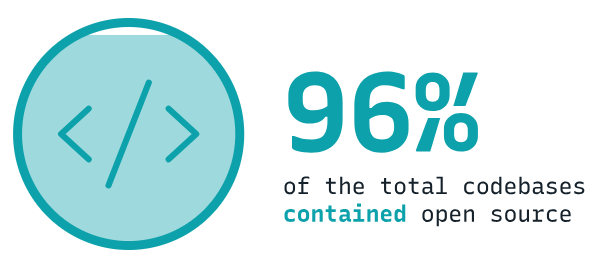 </>
96%
of the total codebases
contained open source